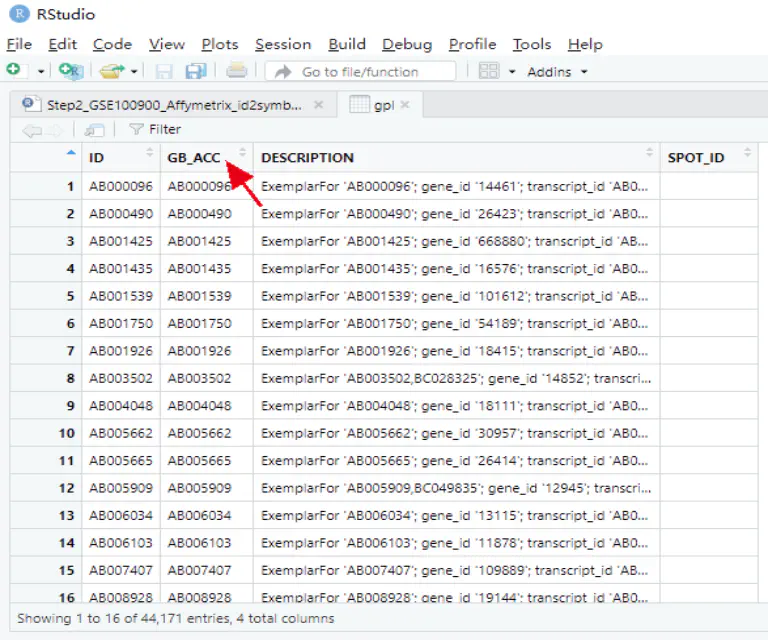 R RStudio
File Edit Code View Plots Session Build Debug Profile Tools Help
Go to file/function Addins
Step2_GSE100900_Affymetrix_id2symb... gpl
Filter
ID GB_ACC DESCRIPTION SPOT_ID
1 AB000096 AB000096 ExemplarFor 'AB000096'; gene_id '14461'; transcript_id 'AB0...
2 AB000490 AB000490 ExemplarFor 'AB000490'; gene_id '26423'; transcript_id 'AB0...
3 AB001425 AB001425 ExemplarFor 'AB001425'; gene_id '668880'; transcript_id 'AB...
4 AB001435 AB001435 ExemplarFor 'AB001435'; gene_id '16576'; transcript_id 'AB0...
5 AB001539 AB001539 ExemplarFor 'AB001539'; gene_id '101612'; transcript_id 'AB...
6 AB001750 AB001750 ExemplarFor 'AB001750'; gene_id '54189'; transcript_id 'AB0...
7 AB001926 AB001926 ExemplarFor 'AB001926'; gene_id '18415'; transcript_id 'AB0...
8 AB003502 AB003502 ExemplarFor 'AB003502,BC028325'; gene_id '14852'; transcri...
9 AB004048 AB004048 ExemplarFor 'AB004048'; gene_id '18111'; transcript_id 'AB0...
10 AB005662 AB005662 ExemplarFor 'AB005662'; gene_id '30957'; transcript_id 'AB0...
11 AB005665 AB005665 ExemplarFor 'AB005665'; gene_id '26414'; transcript_id 'AB0...
12 AB005909 AB005909 ExemplarFor 'AB005909,BC049835'; gene_id '12945'; transcri...
13 AB006034 AB006034 ExemplarFor 'AB006034'; gene_id '13115'; transcript_id 'AB0...
14 AB006103 AB006103 ExemplarFor 'AB006103'; gene_id '11878'; transcript_id 'AB0...
15 AB007407 AB007407 ExemplarFor 'AB007407'; gene_id '109889'; transcript_id 'AB...
16 AB008928 AB008928 ExemplarFor 'AB008928'; gene_id '19144'; transcript_id 'AB0...
Showing 1 to 16 of 44,171 entries, 4 total columns